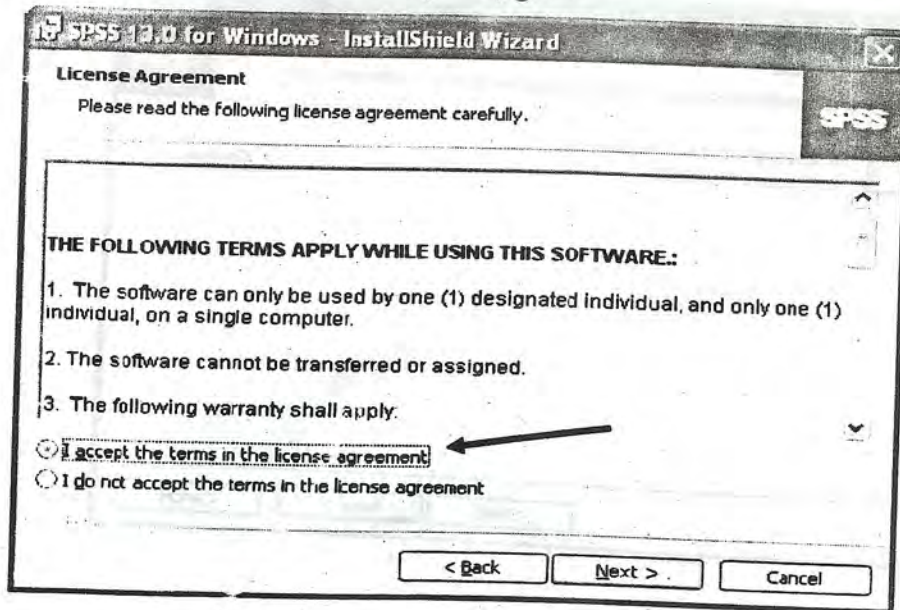 SPSS 13.0 for Windows - InstallShield Wizard
License Agreement
Please read the following license agreement carefully.
SPSS
THE FOLLOWING TERMS APPLY WHILE USING THIS SOFTWARE.:
1. The software can only be used by one (1) designated individual, and only one (1)
individual, on a single computer.
2. The software cannot be transferred or assigned.
3. The following warranty shall apply:
I accept the terms in the license agreement
I do not accept the terms in the license agreement
< Back
Next >
Cancel